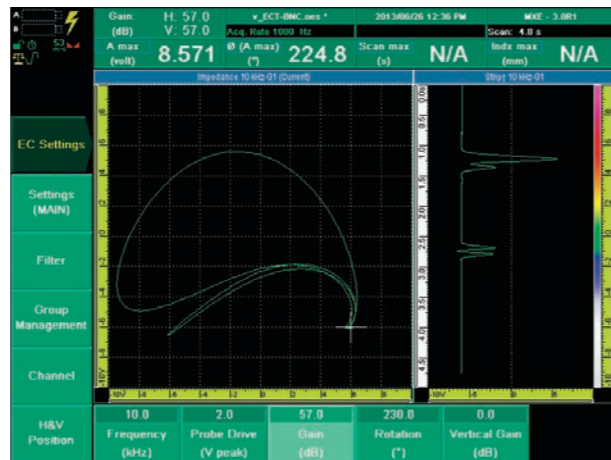 A:
B:
Gain: H: 57.0
(dB) V: 57.0
v_ECT-BNC.oes *
2013/06/26 12:36 PM
MXE - 3.0R1
Acq. Rate 1000 Hz
Scan: 4.0 s
A max (volt) 8.571
Ø (A max) (°) 224.8
Scan max (s) N/A
Indx max (mm) N/A
Impedance 10 kHz-G1 (Current)
Strip 10 kHz-G1
EC Settings
Settings
(MAIN)
Filter
Group
Management
Channel
H&V
Position
10.0
Frequency
(kHz)
2.0
Probe Drive
(V peak)
57.0
Gain
(dB)
230.0
Rotation
(°)
0.0
Vertical Gain
(dB)